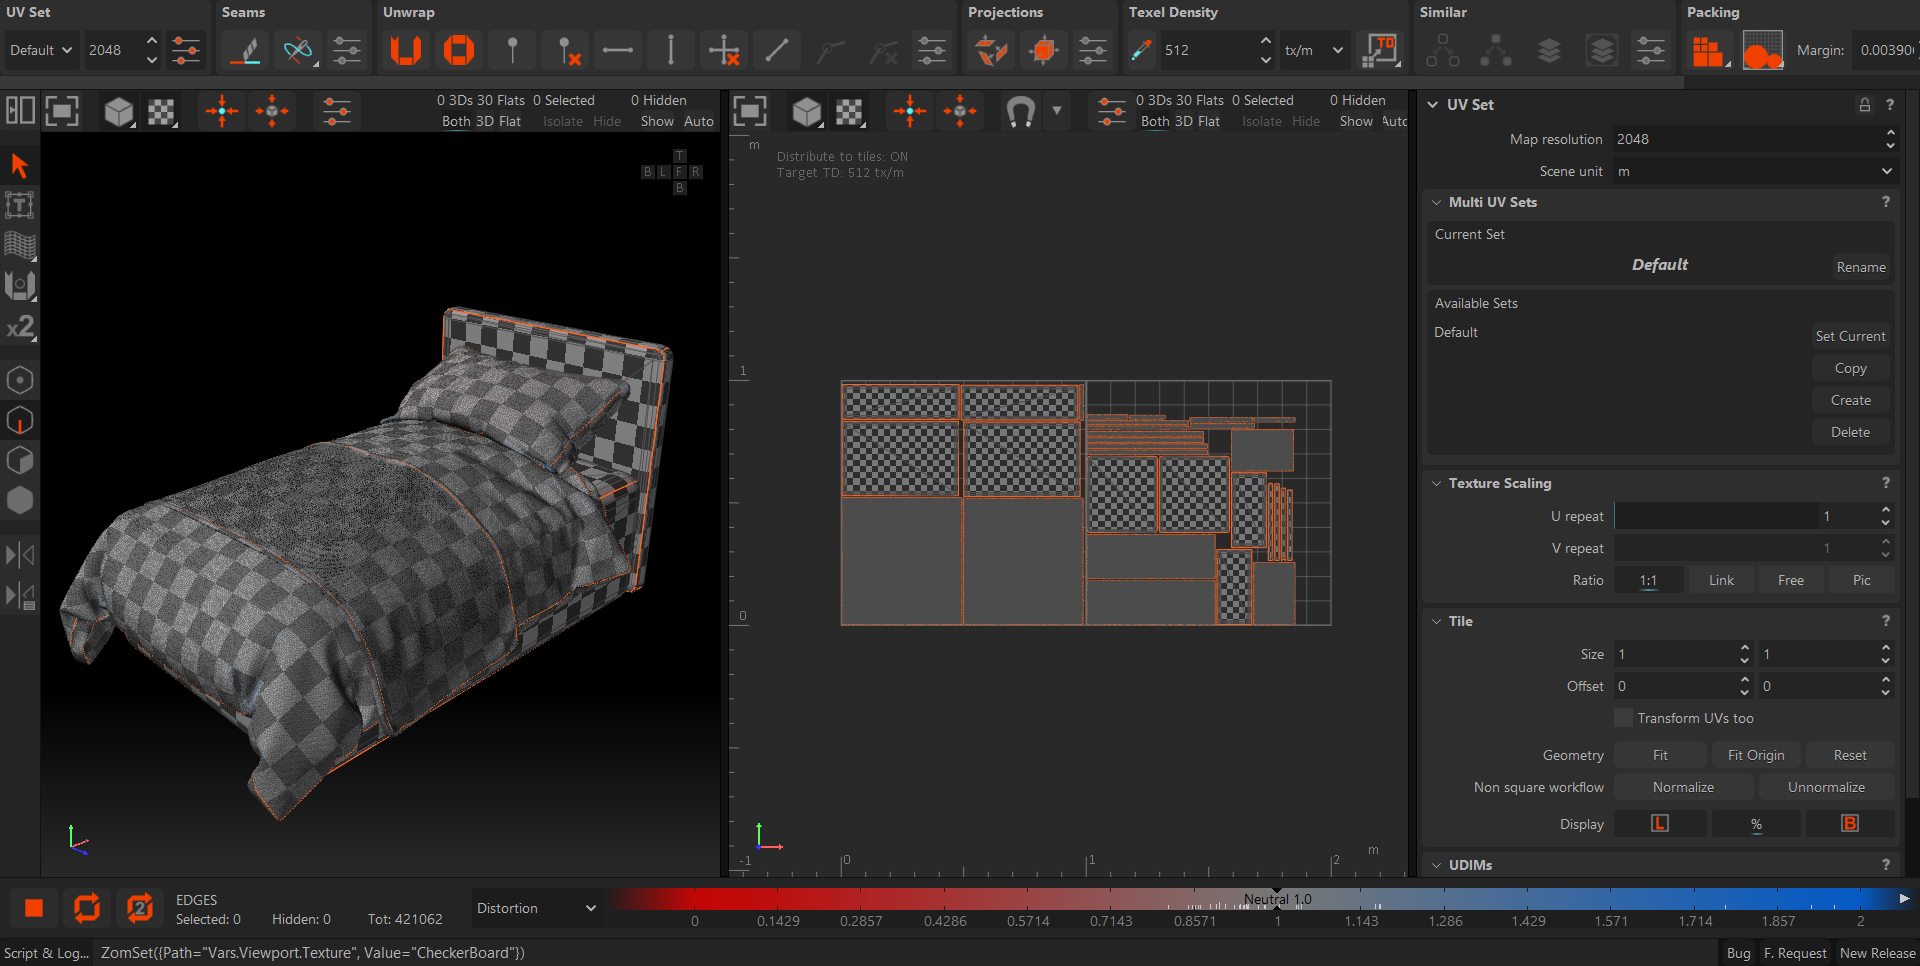 UV Set
Seams
Unwrap
Projections
Texel Density
Similar
Packing
Default
2048
512
tx/m
TD
Margin:
0.00390
0 3Ds 30 Flats
0 Selected
0 Hidden
Both 3D Flat
Isolate Hide
Show Auto
0 3Ds 30 Flats
0 Selected
0 Hidden
Both 3D Flat
Isolate Hide
Show Auto
T
B L F R
B
T
x2
m
Distribute to tiles: ON
Target TD: 512 tx/m
1
0
-1
0
1
2
m
UV Set
?
Map resolution
2048
Scene unit
m
Multi UV Sets
?
Current Set
Default
Rename
Available Sets
Default
Set Current
Copy
Create
Delete
Texture Scaling
?
U repeat
1
V repeat
1
Ratio
1:1
Link
Free
Pic
Tile
?
Size
1
1
Offset
0
0
Transform UVs too
Geometry
Fit
Fit Origin
Reset
Non square workflow
Normalize
Unnormalize
Display
L
%
B
UDIMs
?
2
EDGES
Selected: 0
Hidden: 0
Tot: 421062
Distortion
Neutral 1.0
0
0.1429
0.2857
0.4286
0.5714
0.7143
0.8571
1
1.143
1.286
1.429
1.571
1.714
1.857
2
Script & Log...
ZomSet({Path="Vars.Viewport.Texture", Value="CheckerBoard"})
Bug
F. Request
New Release